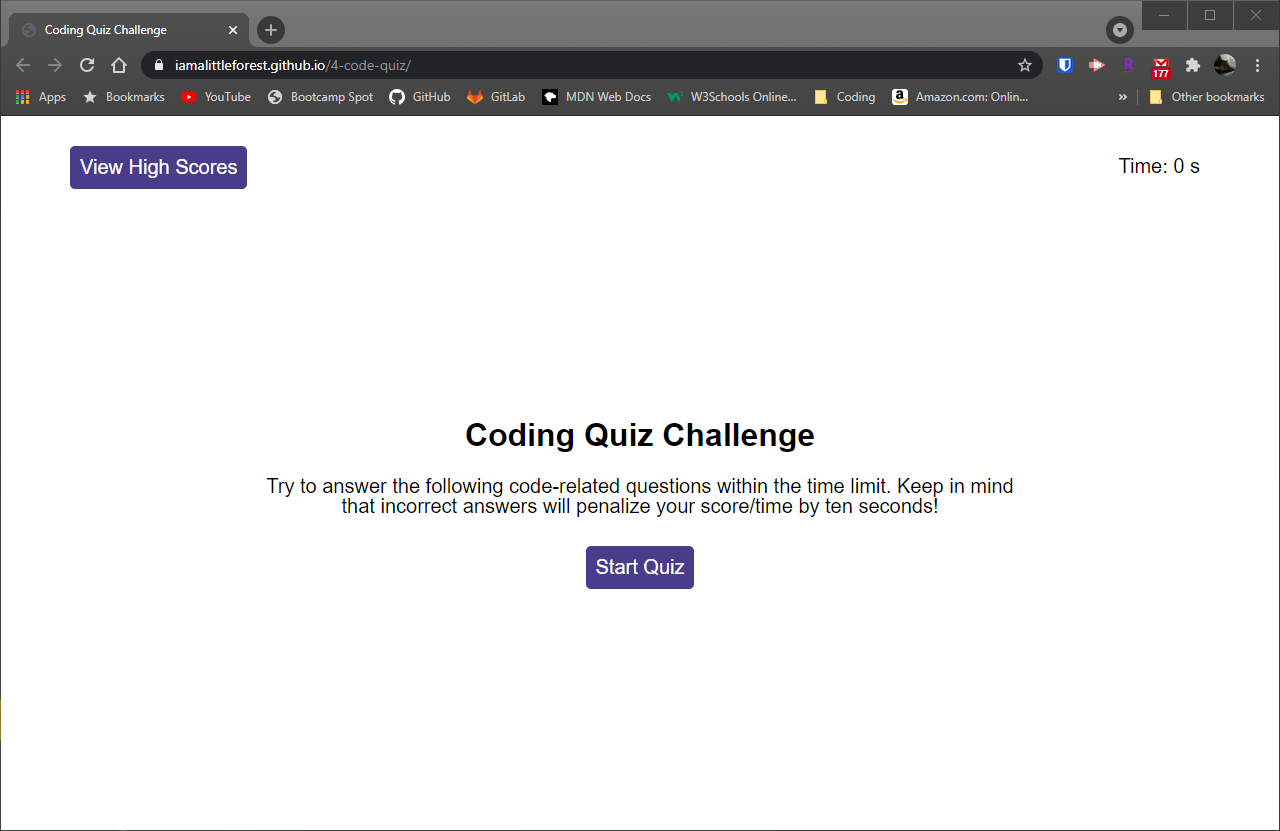 Coding Quiz Challenge
iamalittleforest.github.io/4-code-quiz/
R
177
Apps
Bookmarks
YouTube
Bootcamp Spot
GitHub
GitLab
MDN Web Docs
W3Schools Online...
Coding
a
Amazon.com: Onlin...
»
Other bookmarks
View High Scores
Time: 0 s
Coding Quiz Challenge
Try to answer the following code-related questions within the time limit. Keep in mind
that incorrect answers will penalize your score/time by ten seconds!
Start Quiz